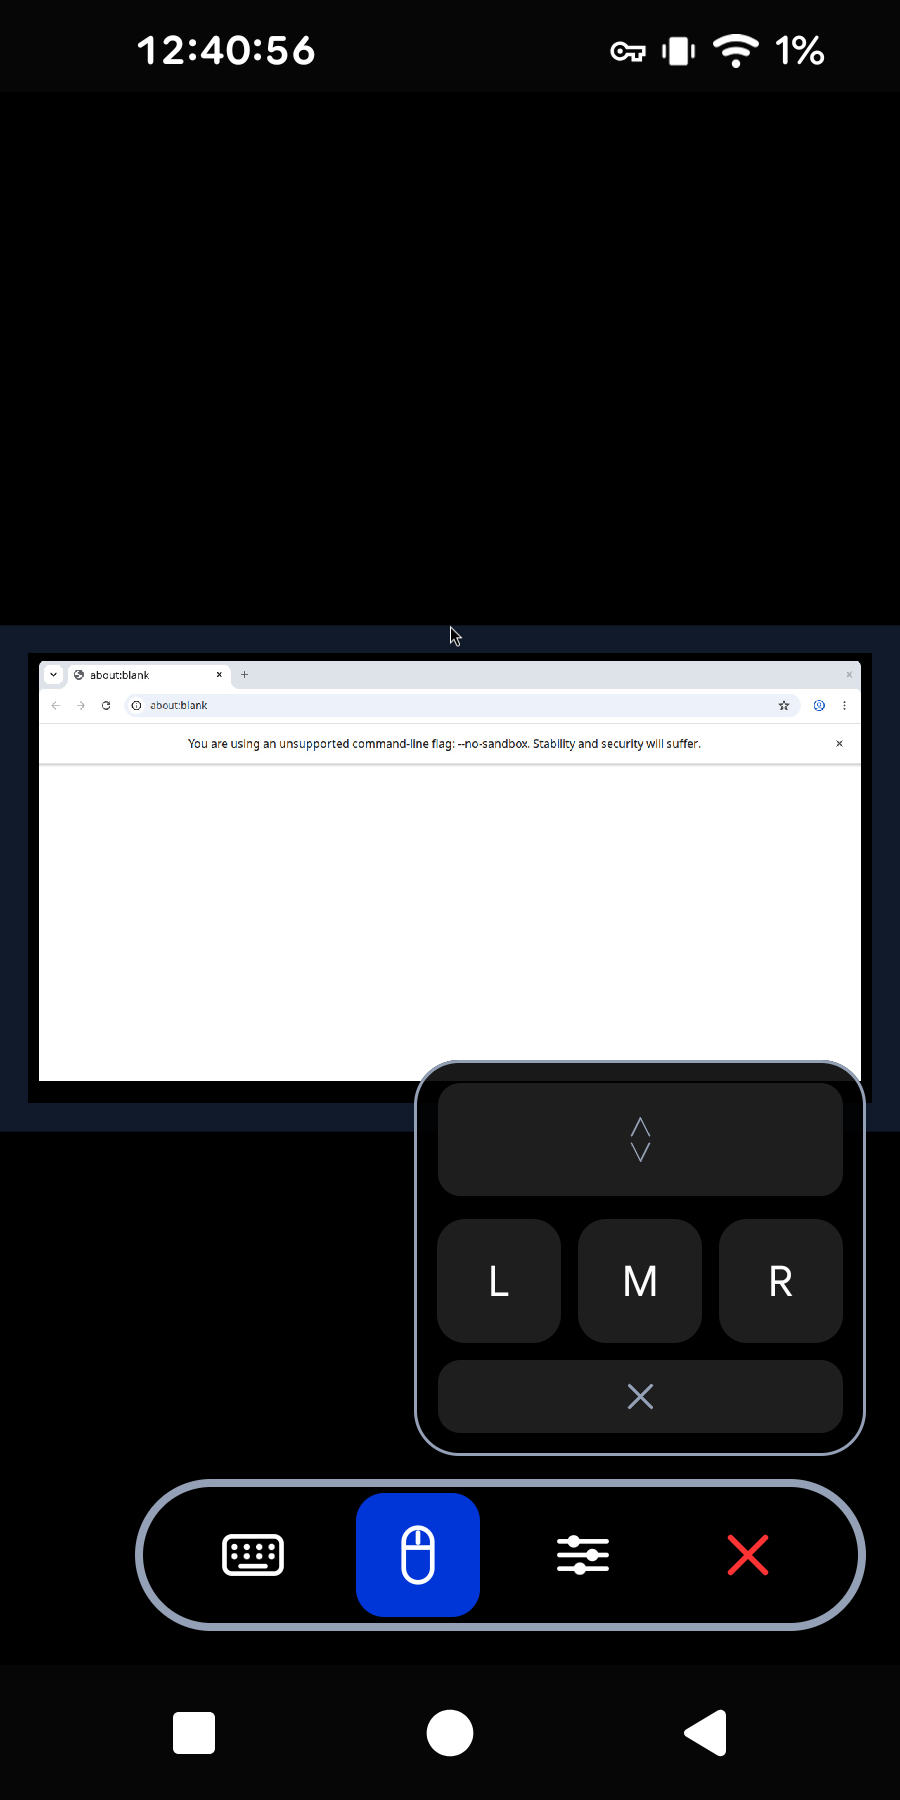 12:40:56 1%
about:blank
about:blank
You are using an unsupported command-line flag: --no-sandbox. Stability and security will suffer.
L M R